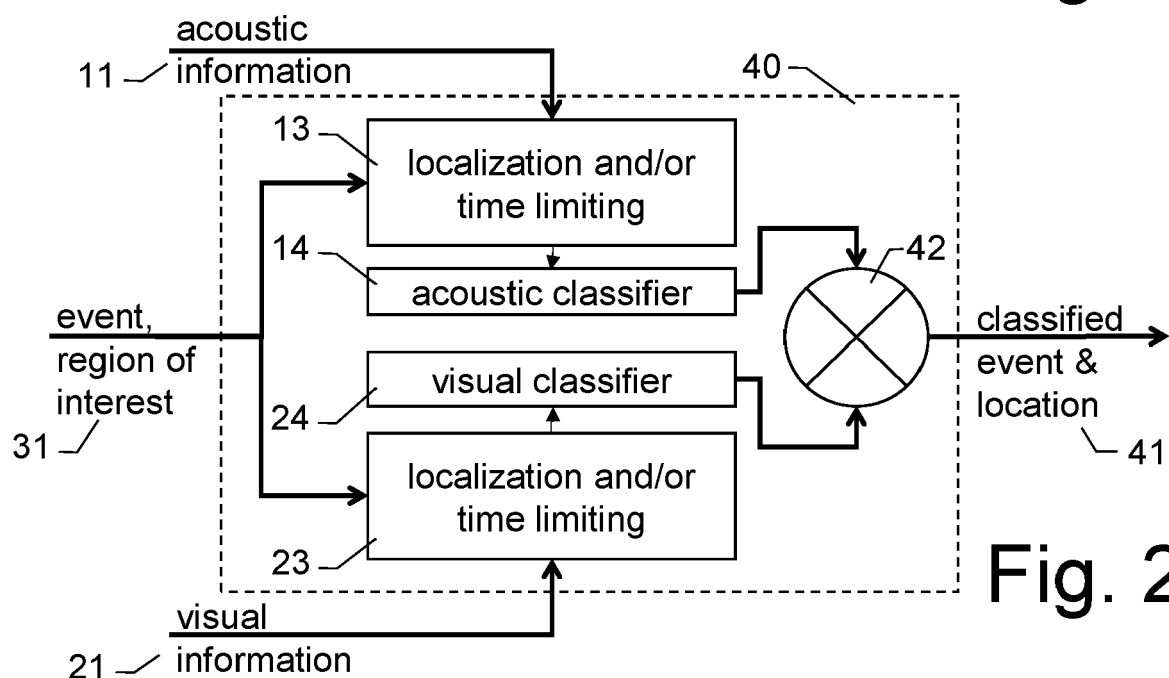 acoustic
information
11
40
13
localization and/or
time limiting
14
acoustic classifier
42
event,
region of
interest
31
classified
event &
location
41
visual classifier
24
localization and/or
time limiting
23
Fig. 2
visual
information
21